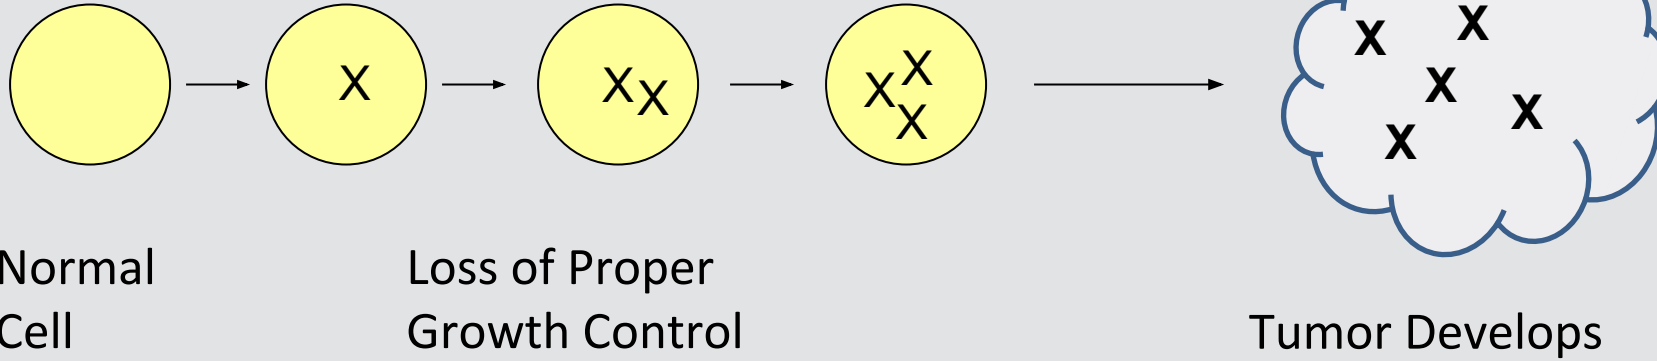 X
X X
X X X
X X X X X
Normal
Cell
Loss of Proper
Growth Control
Tumor Develops